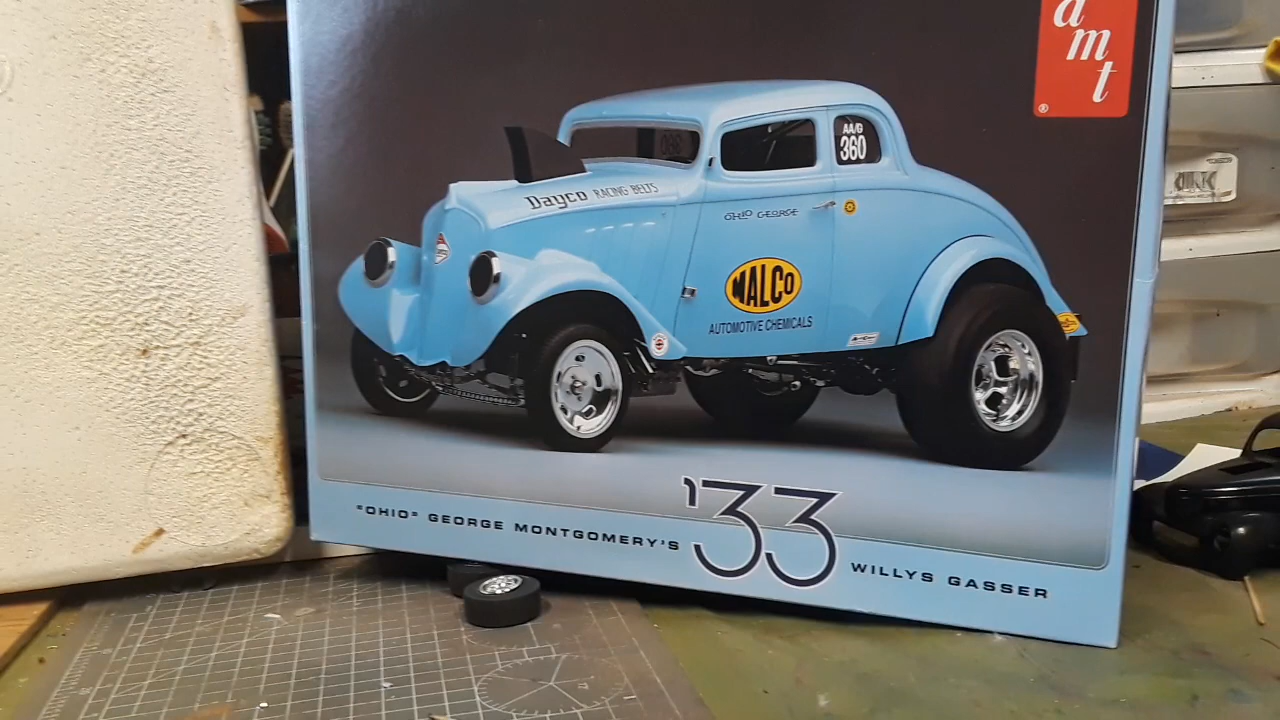 amt
®
AA/G
360
Dayco RACING BELTS
OHIO GEORGE
MALCo
AUTOMOTIVE CHEMICALS
"OHIO" GEORGE MONTGOMERY'S '33 WILLYS GASSER